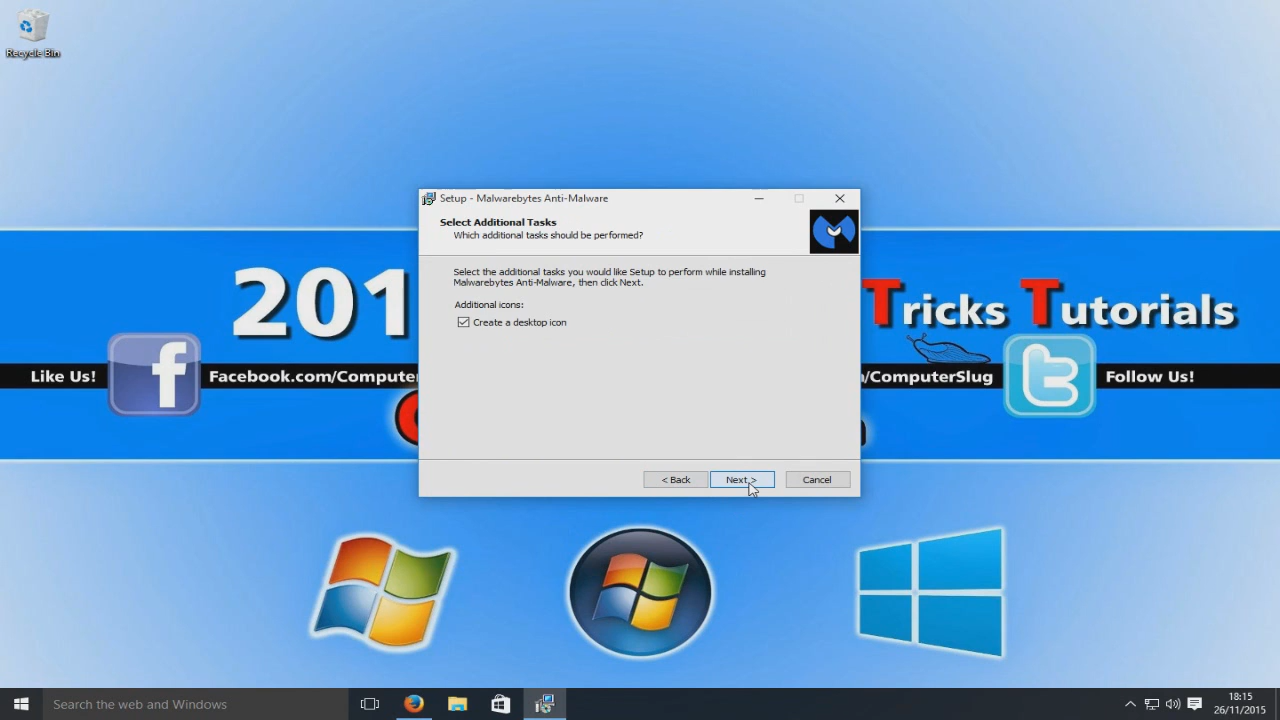 Recycle Bin
Setup - Malwarebytes Anti-Malware
Select Additional Tasks
Which additional tasks should be performed?
Select the additional tasks you would like Setup to perform while installing
Malwarebytes Anti-Malware, then click Next.
Additional icons:
Create a desktop icon
< Back
Next >
Cancel
201
Tricks Tutorials
Like Us!
Facebook.com/Computer
/ComputerSlug
Follow Us!
Search the web and Windows
18:15
26/11/2015